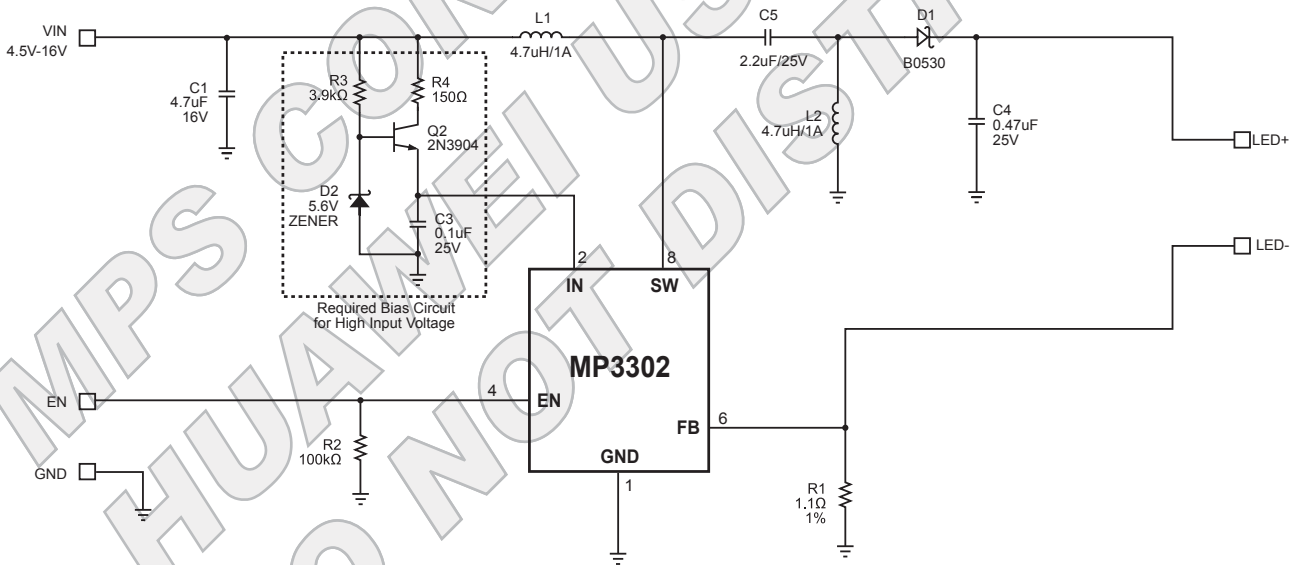 VIN
4.5V-16V
C1
4.7uF
16V
R3
3.9kΩ
R4
150Ω
Q2
2N3904
D2
5.6V
ZENER
C3
0.1uF
25V
Required Bias Circuit
for High Input Voltage
L1
4.7uH/1A
C5
2.2uF/25V
D1
B0530
L2
4.7uH/1A
C4
0.47uF
25V
LED+
LED-
2
8
IN
SW
MP3302
EN
4
EN
6
FB
GND
1
R2
100kΩ
GND
R1
1.1Ω
1%
MPS CON
HUAWEI US
DO NOT DISTR